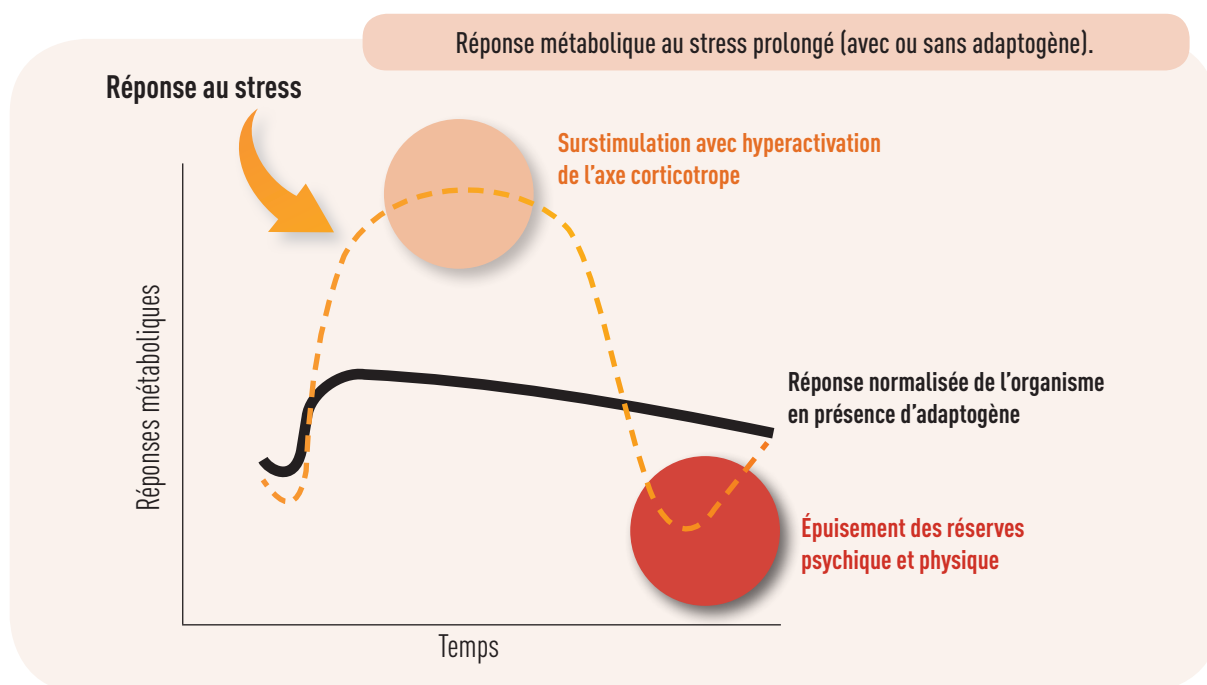 Réponse métabolique au stress prolongé (avec ou sans adaptogène).
Réponse au stress
Surstimulation avec hyperactivation
de l’axe corticotrope
Réponses métaboliques
Réponse normalisée de l’organisme
en présence d’adaptogène
Épuisement des réserves
psychique et physique
Temps